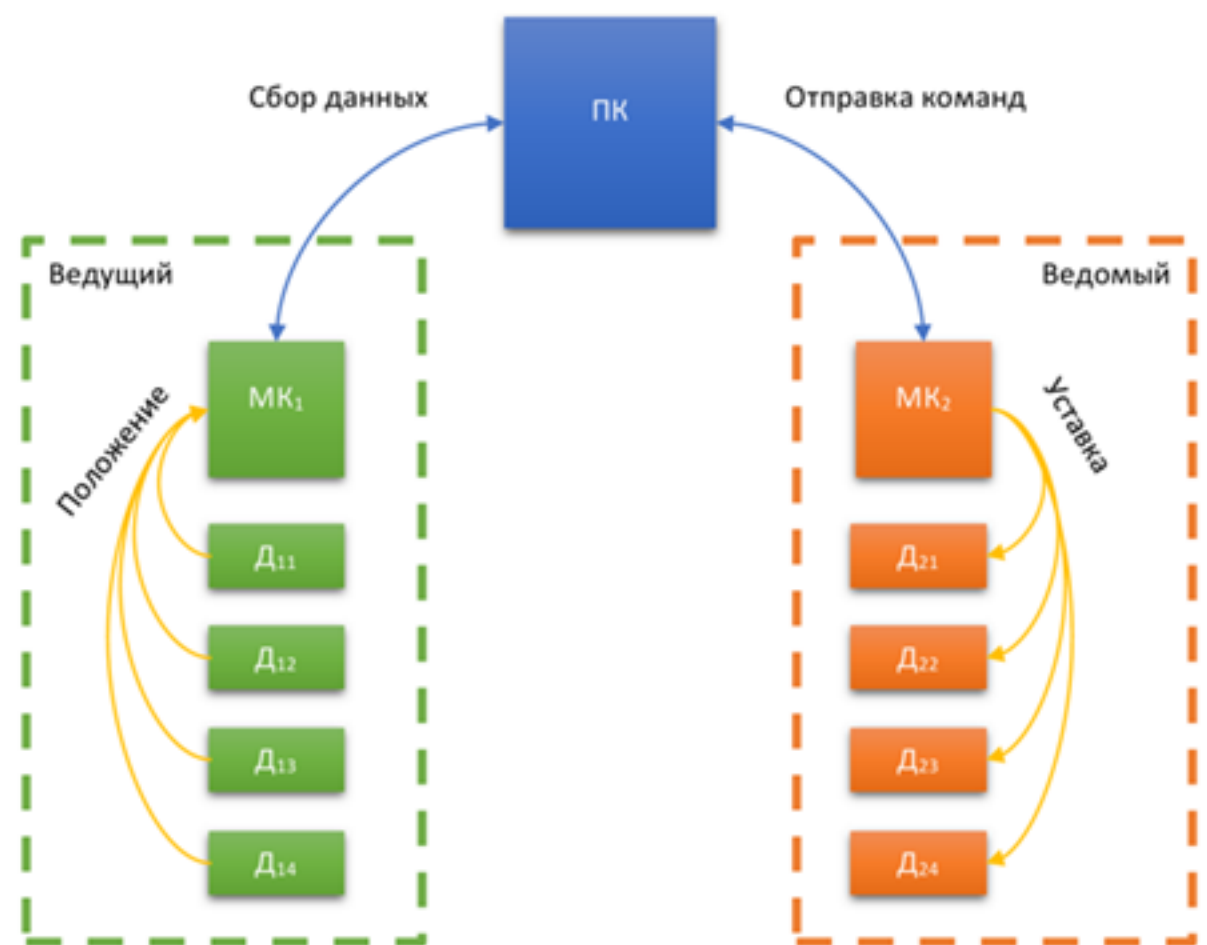 ПК
Сбор данных
Отправка команд
Ведущий
Ведомый
МК₁
МК₂
Положение
Уставка
Д₁₁
Д₂₁
Д₁₂
Д₂₂
Д₁₃
Д₂₃
Д₁₄
Д₂₄